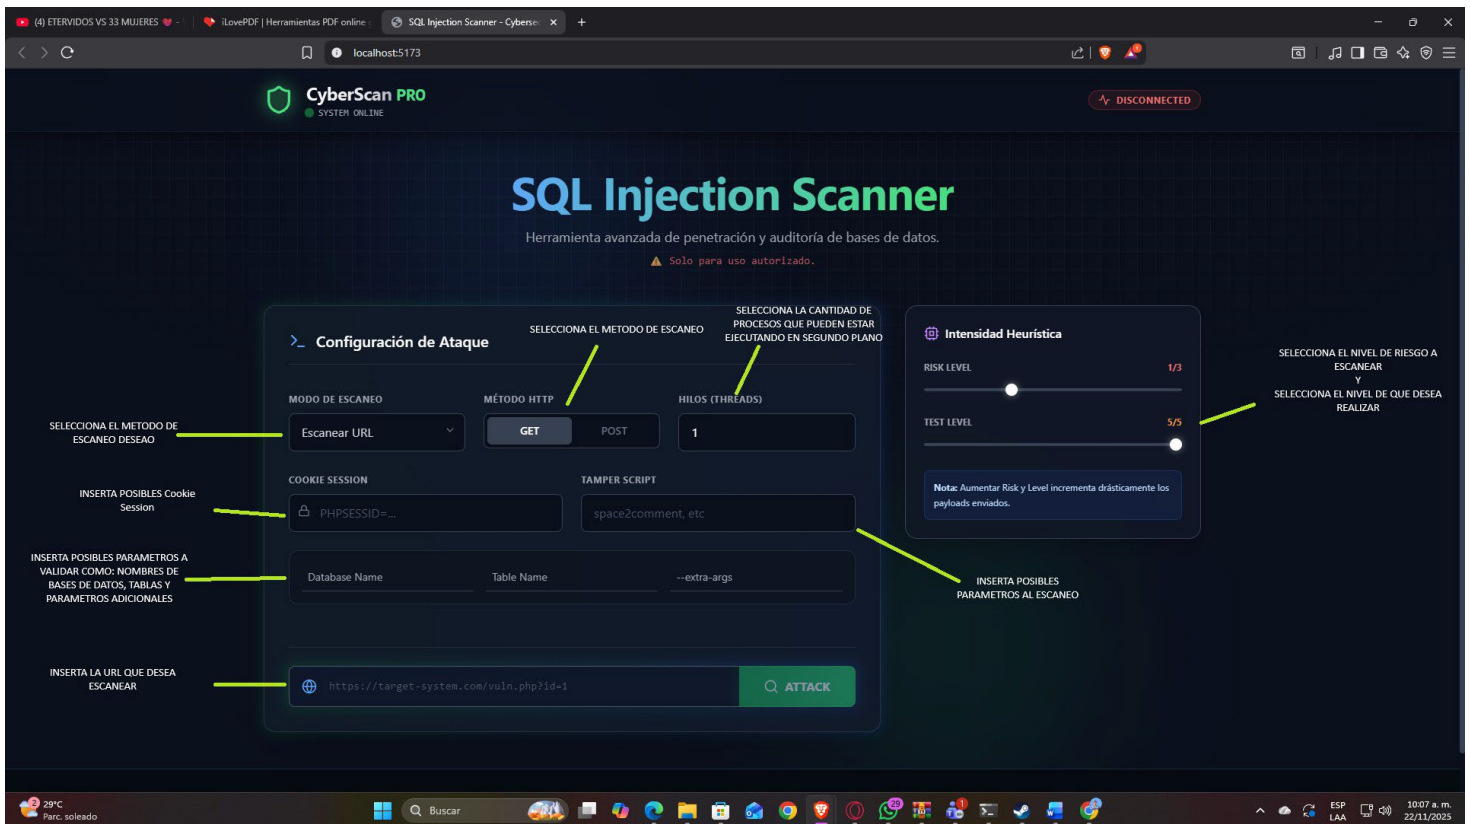 (4) ETERVIDOS VS 33 MUJERES
iLovePDF | Herramientas PDF online
SQL Injection Scanner - Cyberse
localhost:5173
CyberScan PRO
SYSTEM ONLINE
DISCONNECTED
SQL Injection Scanner
Herramienta avanzada de penetración y auditoría de bases de datos.
Solo para uso autorizado.
>_ Configuración de Ataque
SELECCIONA EL METODO DE ESCANEO
SELECCIONA LA CANTIDAD DE
PROCESOS QUE PUEDEN ESTAR
EJECUTANDO EN SEGUNDO PLANO
MODO DE ESCANEO
MÉTODO HTTP
HILOS (THREADS)
Escanear URL
GET
POST
1
SELECCIONA EL METODO DE
ESCANEO DESEAO
COOKIE SESSION
TAMPER SCRIPT
PHPSESSID=...
space2comment, etc
INSERTA POSIBLES Cookie
Session
INSERTA POSIBLES PARAMETROS A
VALIDAR COMO: NOMBRES DE
BASES DE DATOS, TABLAS Y
PARAMETROS ADICIONALES
Database Name
Table Name
--extra-args
INSERTA POSIBLES
PARAMETROS AL ESCANEO
INSERTA LA URL QUE DESEA
ESCANEAR
https://target-system.com/vuln.php?id=1
ATTACK
Intensidad Heurística
RISK LEVEL
1/3
TEST LEVEL
5/5
Nota: Aumentar Risk y Level incrementa drásticamente los
payloads enviados.
SELECCIONA EL NIVEL DE RIESGO A
ESCANEAR
Y
SELECCIONA EL NIVEL DE QUE DESEA
REALIZAR
2
29°C
Parc. soleado
Buscar
29
1
ESP
LAA
10:07 a. m.
22/11/2025